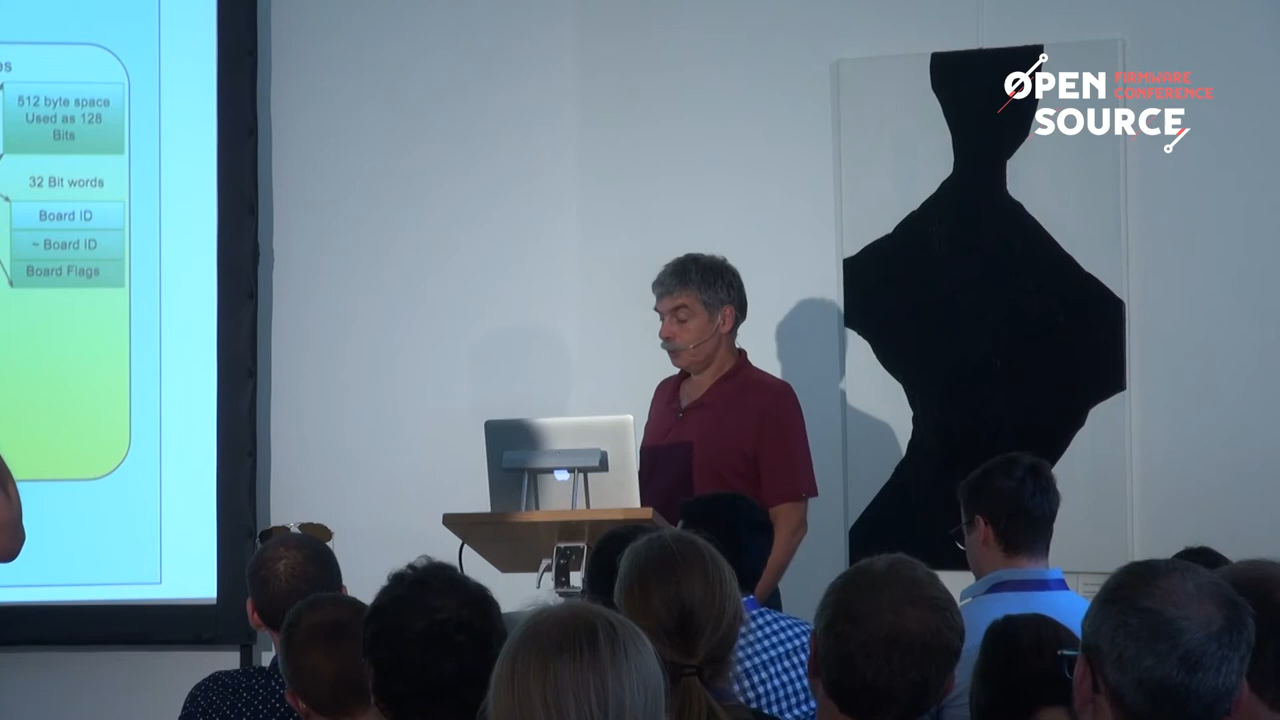 es
512 byte space
Used as 128
Bits
32 Bit words
Board ID
~ Board ID
Board Flags
OPEN FIRMWARE
CONFERENCE
SOURCE